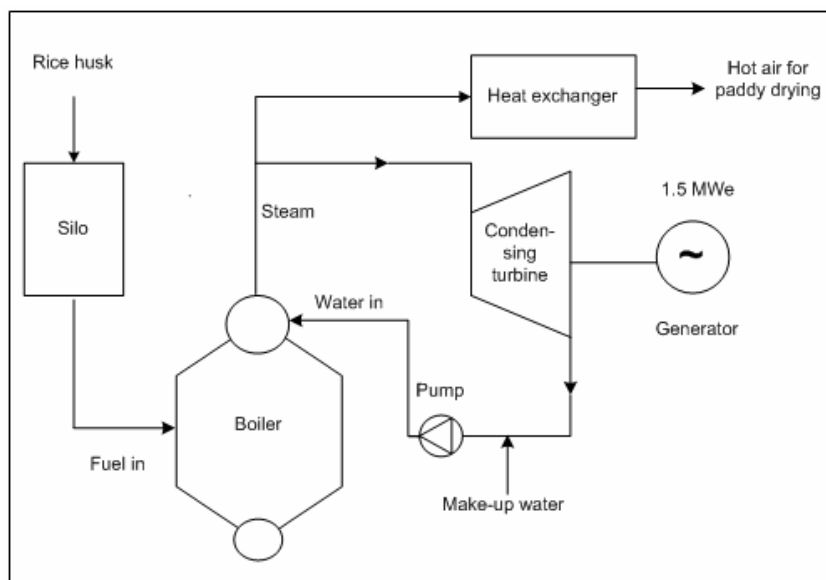 Rice husk
Silo
Fuel in
Boiler
Steam
Water in
Pump
Make-up water
Heat exchanger
Hot air for
paddy drying
Conden-
sing
turbine
1.5 MWe
~
Generator